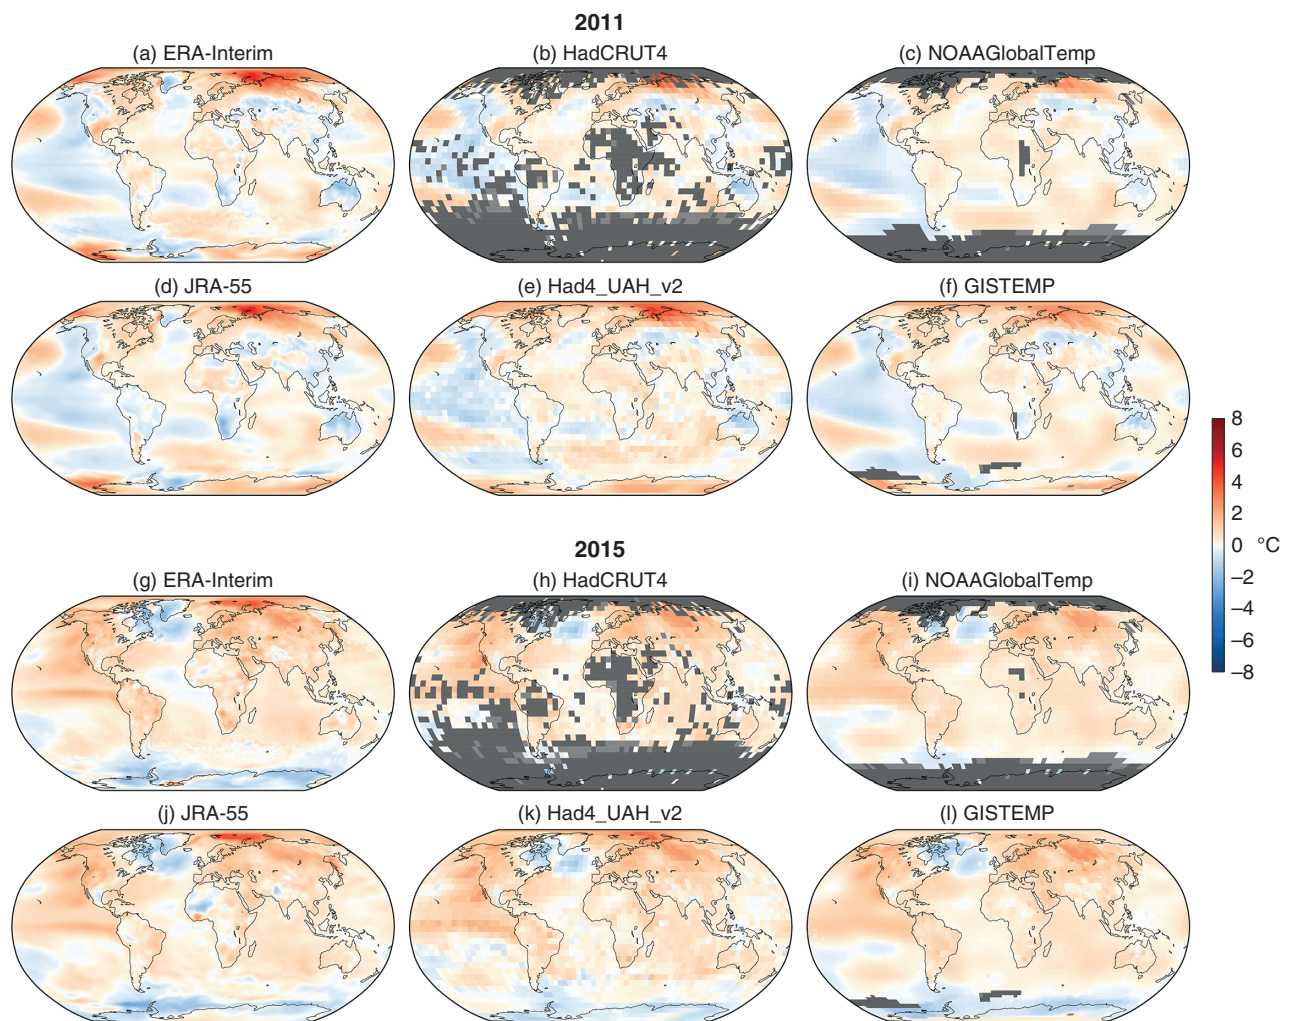 2011
(a) ERA-Interim
(b) HadCRUT4
(c) NOAAGlobalTemp
(d) JRA-55
(e) Had4_UAH_v2
(f) GISTEMP
8
6
4
2
0 °C
–2
–4
–6
–8
2015
(g) ERA-Interim
(h) HadCRUT4
(i) NOAAGlobalTemp
(j) JRA-55
(k) Had4_UAH_v2
(l) GISTEMP